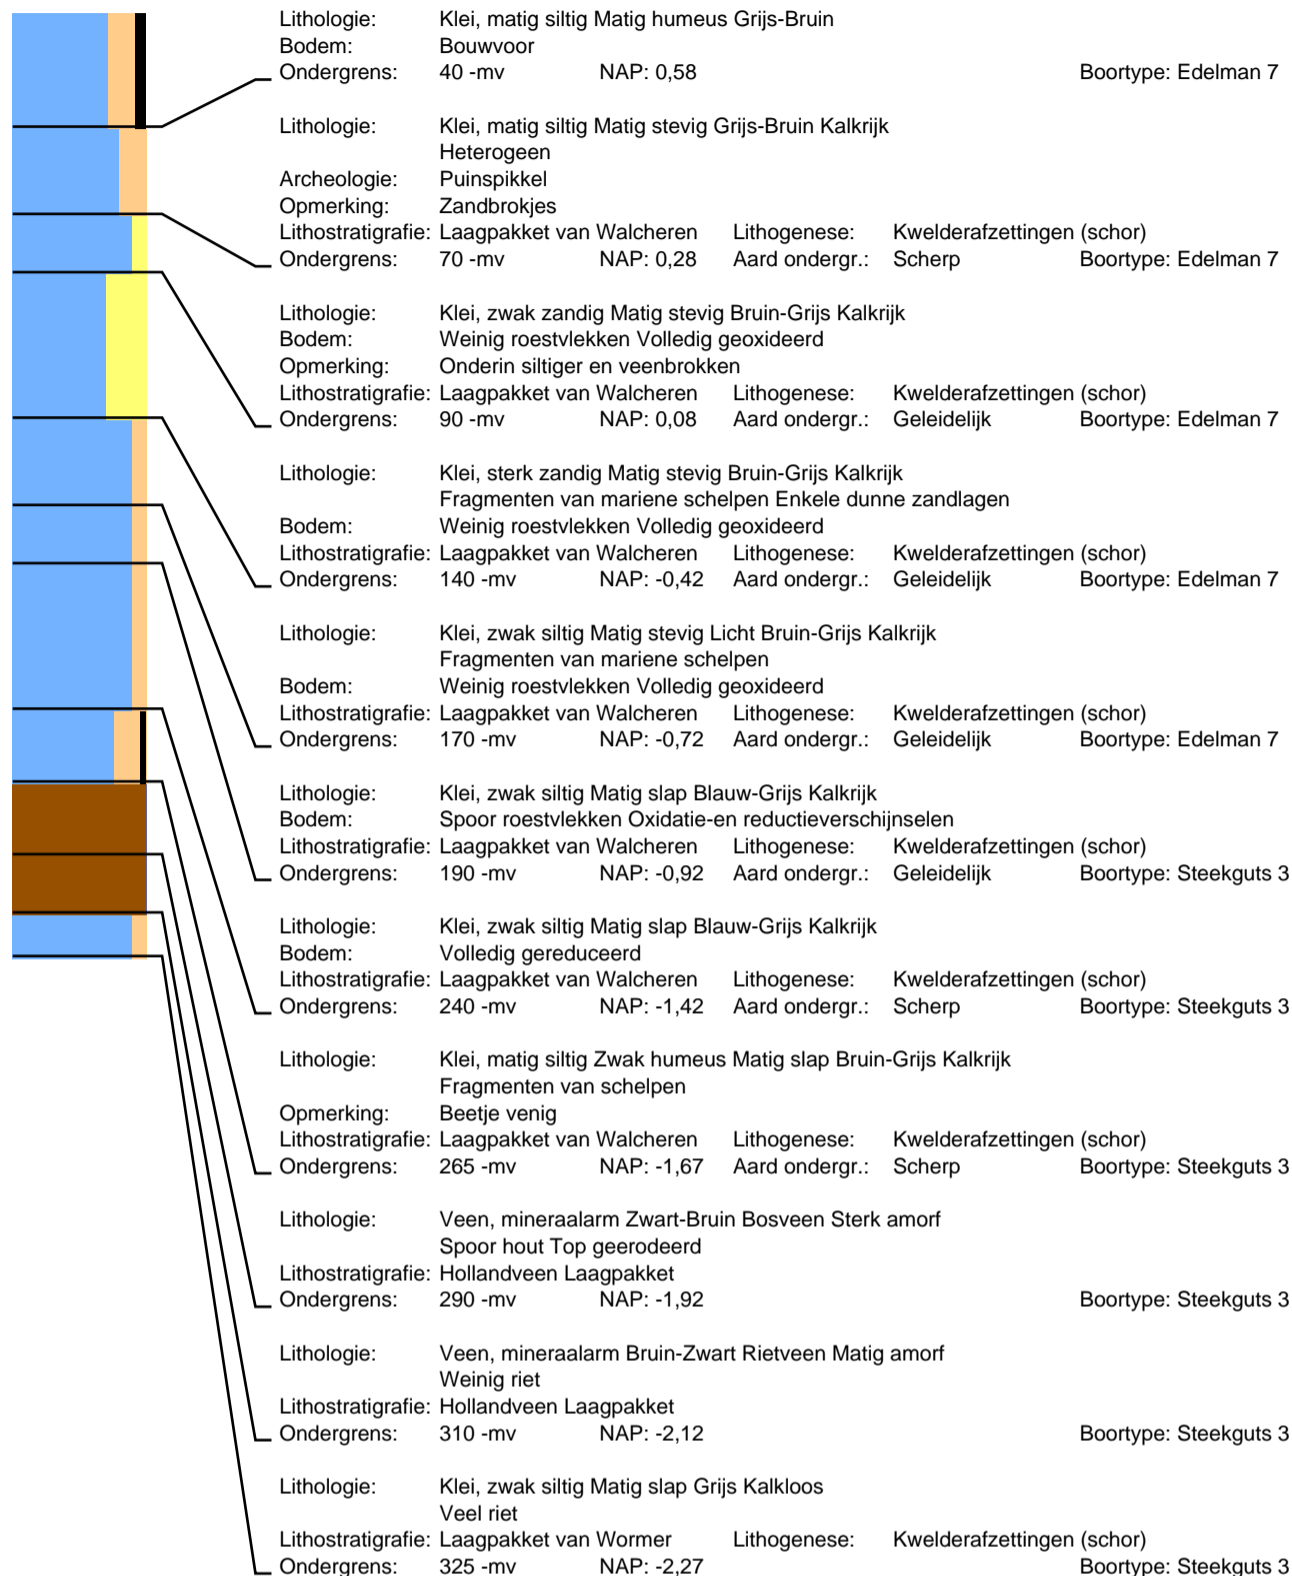 Lithologie: Klei, matig siltig Matig humeus Grijs-Bruin
Bodem: Bouwvoor
Ondergrens: 40 -mv NAP: 0,58 Boortype: Edelman 7
Lithologie: Klei, matig siltig Matig stevig Grijs-Bruin Kalkrijk
Heterogeen
Archeologie: Puinspikkel
Opmerking: Zandbrokjes
Lithostratigrafie: Laagpakket van Walcheren Lithogenese: Kwelderafzettingen (schor)
Ondergrens: 70 -mv NAP: 0,28 Aard ondergr.: Scherp Boortype: Edelman 7
Lithologie: Klei, zwak zandig Matig stevig Bruin-Grijs Kalkrijk
Bodem: Weinig roestvlekken Volledig geoxideerd
Opmerking: Onderin siltiger en veenbrokken
Lithostratigrafie: Laagpakket van Walcheren Lithogenese: Kwelderafzettingen (schor)
Ondergrens: 90 -mv NAP: 0,08 Aard ondergr.: Geleidelijk Boortype: Edelman 7
Lithologie: Klei, sterk zandig Matig stevig Bruin-Grijs Kalkrijk
Fragmenten van mariene schelpen Enkele dunne zandlagen
Bodem: Weinig roestvlekken Volledig geoxideerd
Lithostratigrafie: Laagpakket van Walcheren Lithogenese: Kwelderafzettingen (schor)
Ondergrens: 140 -mv NAP: -0,42 Aard ondergr.: Geleidelijk Boortype: Edelman 7
Lithologie: Klei, zwak siltig Matig stevig Licht Bruin-Grijs Kalkrijk
Fragmenten van mariene schelpen
Bodem: Weinig roestvlekken Volledig geoxideerd
Lithostratigrafie: Laagpakket van Walcheren Lithogenese: Kwelderafzettingen (schor)
Ondergrens: 170 -mv NAP: -0,72 Aard ondergr.: Geleidelijk Boortype: Edelman 7
Lithologie: Klei, zwak siltig Matig slap Blauw-Grijs Kalkrijk
Bodem: Spoor roestvlekken Oxidatie-en reductieverschijnselen
Lithostratigrafie: Laagpakket van Walcheren Lithogenese: Kwelderafzettingen (schor)
Ondergrens: 190 -mv NAP: -0,92 Aard ondergr.: Geleidelijk Boortype: Steekguts 3
Lithologie: Klei, zwak siltig Matig slap Blauw-Grijs Kalkrijk
Bodem: Volledig gereduceerd
Lithostratigrafie: Laagpakket van Walcheren Lithogenese: Kwelderafzettingen (schor)
Ondergrens: 240 -mv NAP: -1,42 Aard ondergr.: Scherp Boortype: Steekguts 3
Lithologie: Klei, matig siltig Zwak humeus Matig slap Bruin-Grijs Kalkrijk
Fragmenten van schelpen
Opmerking: Beetje venig
Lithostratigrafie: Laagpakket van Walcheren Lithogenese: Kwelderafzettingen (schor)
Ondergrens: 265 -mv NAP: -1,67 Aard ondergr.: Scherp Boortype: Steekguts 3
Lithologie: Veen, mineraalarm Zwart-Bruin Bosveen Sterk amorf
Spoor hout Top geerodeerd
Lithostratigrafie: Hollandveen Laagpakket
Ondergrens: 290 -mv NAP: -1,92 Boortype: Steekguts 3
Lithologie: Veen, mineraalarm Bruin-Zwart Rietveen Matig amorf
Weinig riet
Lithostratigrafie: Hollandveen Laagpakket
Ondergrens: 310 -mv NAP: -2,12 Boortype: Steekguts 3
Lithologie: Klei, zwak siltig Matig slap Grijs Kalkloos
Veel riet
Lithostratigrafie: Laagpakket van Wormer Lithogenese: Kwelderafzettingen (schor)
Ondergrens: 325 -mv NAP: -2,27 Boortype: Steekguts 3